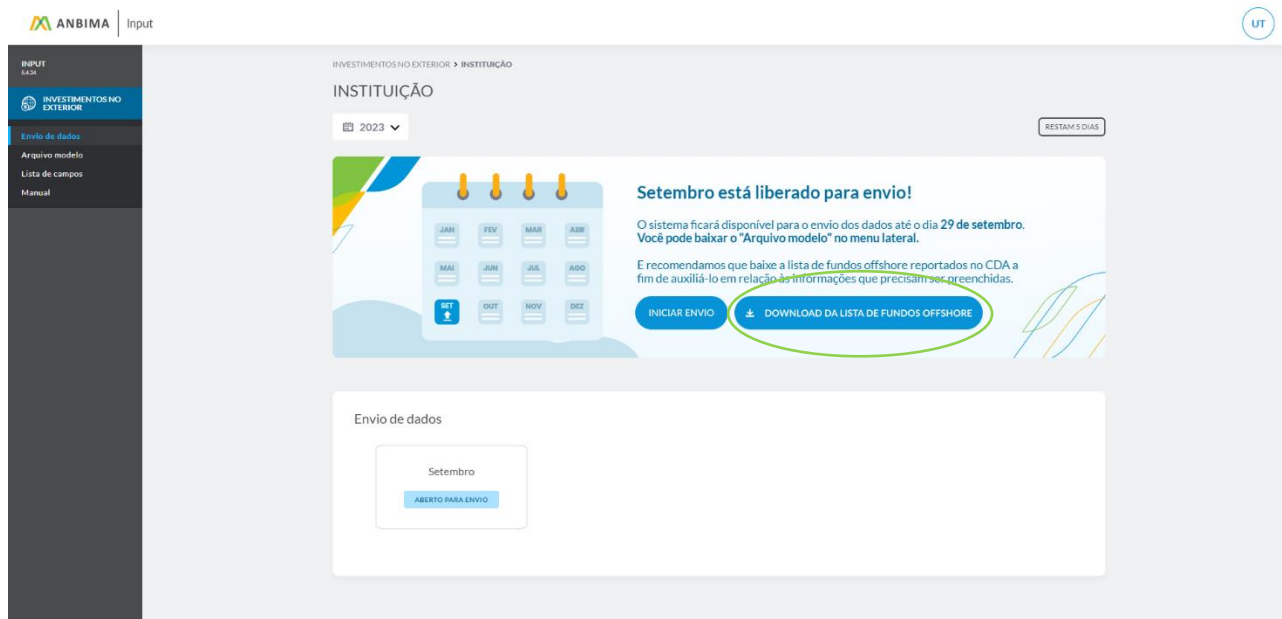 ANBIMA Input
UT
INPUT
5.4.34
INVESTIMENTOS NO
EXTERIOR
Envio de dados
Arquivo modelo
Lista de campos
Manual
INVESTIMENTOS NO EXTERIOR > INSTITUIÇÃO
INSTITUIÇÃO
2023
RESTAM 5 DIAS
JAN FEV MAR ABR
MAI JUN JUL AGO
SET OUT NOV DEZ
Setembro está liberado para envio!
O sistema ficará disponível para o envio dos dados até o dia 29 de setembro.
Você pode baixar o "Arquivo modelo" no menu lateral.
E recomendamos que baixe a lista de fundos offshore reportados no CDA a
fim de auxiliá-lo em relação às informações que precisam ser preenchidas.
INICIAR ENVIO
DOWNLOAD DA LISTA DE FUNDOS OFFSHORE
Envio de dados
Setembro
ABERTO PARA ENVIO